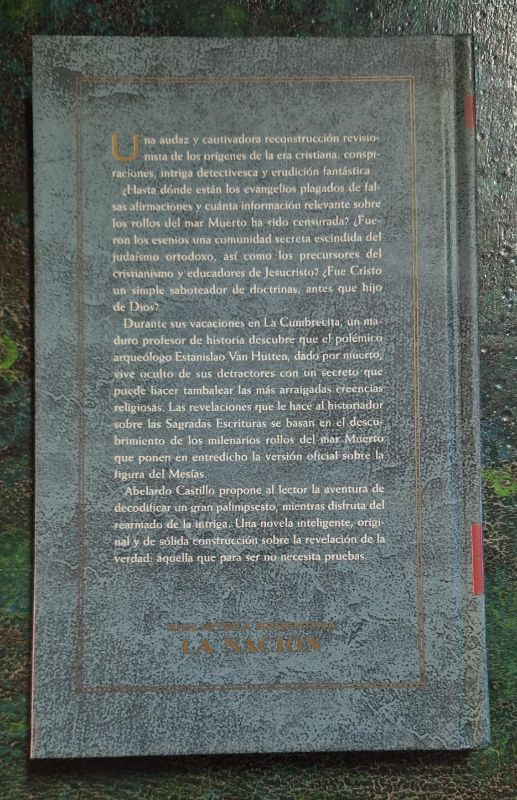 Una audaz y cautivadora reconstrucción revisio-
nista de los orígenes de la era cristiana: conspi-
raciones, intriga detectivesca y erudición fantástica.
¿Hasta dónde están los evangelios plagados de fal-
sas afirmaciones y cuánta información relevante sobre
los rollos del mar Muerto ha sido censurada? ¿Fue-
ron los esenios una comunidad secreta escindida del
judaísmo ortodoxo, así como los precursores del
cristianismo y educadores de Jesucristo? ¿Fue Cristo
un simple saboteador de doctrinas, antes que hijo
de Dios?
Durante sus vacaciones en La Cumbrecita, un ma-
duro profesor de historia descubre que el polémico
arqueólogo Estanislao Van Hutten, dado por muerto,
vive oculto de sus detractores con un secreto que
puede hacer tambalear las más arraigadas creencias
religiosas. Las revelaciones que le hace al historiador
sobre las Sagradas Escrituras se basan en el descu-
brimiento de los milenarios rollos del mar Muerto
que ponen en entredicho la versión oficial sobre la
figura del Mesías.
Abelardo Castillo propone al lector la aventura de
decodificar un gran palimpsesto, mientras disfruta del
rearmado de la intriga. Una novela inteligente, origi-
nal y de sólida construcción sobre la revelación de la
verdad: aquella que para ser no necesita pruebas.
BIBLIOTECA ARGENTINA
LA NACION